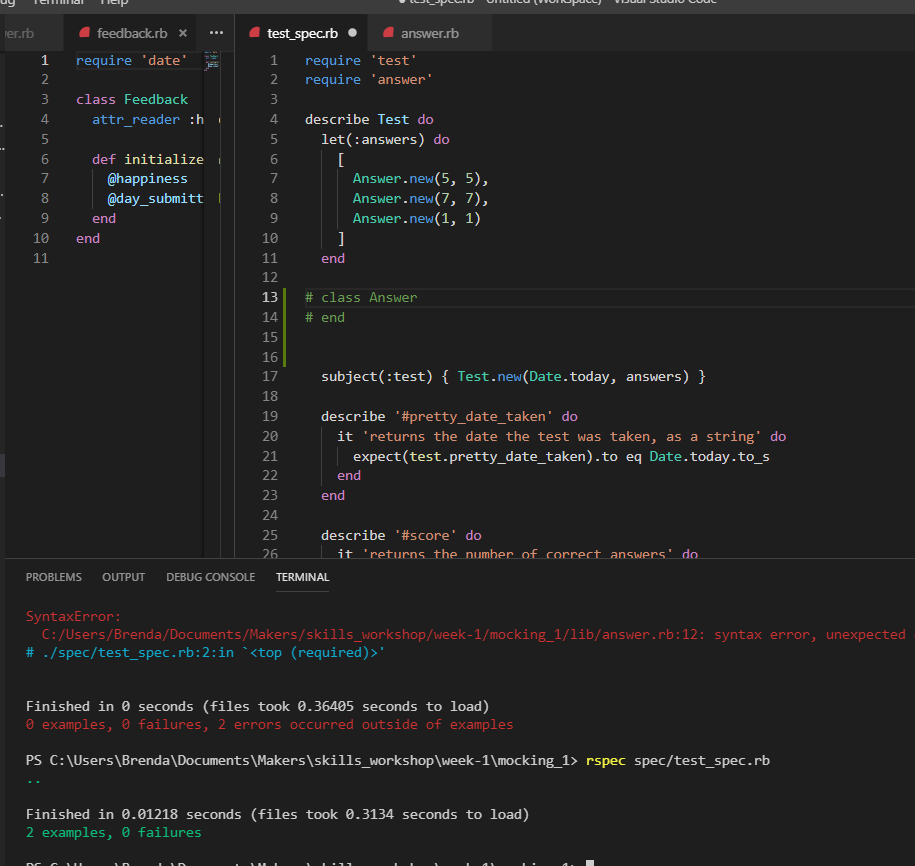 Help
test_spec.rb - Untitled (Workspace) - Visual Studio Code
feedback.rb ×
...
test_spec.rb ●
answer.rb
1 require 'date'
2
3 class Feedback
4 attr_reader :h
5
6 def initialize
7 @happiness
8 @day_submitt
9 end
10 end
11
1 require 'test'
2 require 'answer'
3
4 describe Test do
5 let(:answers) do
6 [
7 Answer.new(5, 5),
8 Answer.new(7, 7),
9 Answer.new(1, 1)
10 ]
11 end
12
13 # class Answer
14 # end
15
16
17 subject(:test) { Test.new(Date.today, answers) }
18
19 describe '#pretty_date_taken' do
20 it 'returns the date the test was taken, as a string' do
21 expect(test.pretty_date_taken).to eq Date.today.to_s
22 end
23 end
24
25 describe '#score' do
26 it 'returns the number of correct answers' do
PROBLEMS OUTPUT DEBUG CONSOLE TERMINAL
SyntaxError:
C:/Users/Brenda/Documents/Makers/skills_workshop/week-1/mocking_1/lib/answer.rb:12: syntax error, unexpected
# ./spec/test_spec.rb:2:in `<top (required)>'
Finished in 0 seconds (files took 0.36405 seconds to load)
0 examples, 0 failures, 2 errors occurred outside of examples
PS C:\Users\Brenda\Documents\Makers\skills_workshop\week-1\mocking_1> rspec spec/test_spec.rb
..
Finished in 0.01218 seconds (files took 0.3134 seconds to load)
2 examples, 0 failures
PS C:\Users\Brenda\Documents\Makers\skills_workshop\week-1\mocking_1>